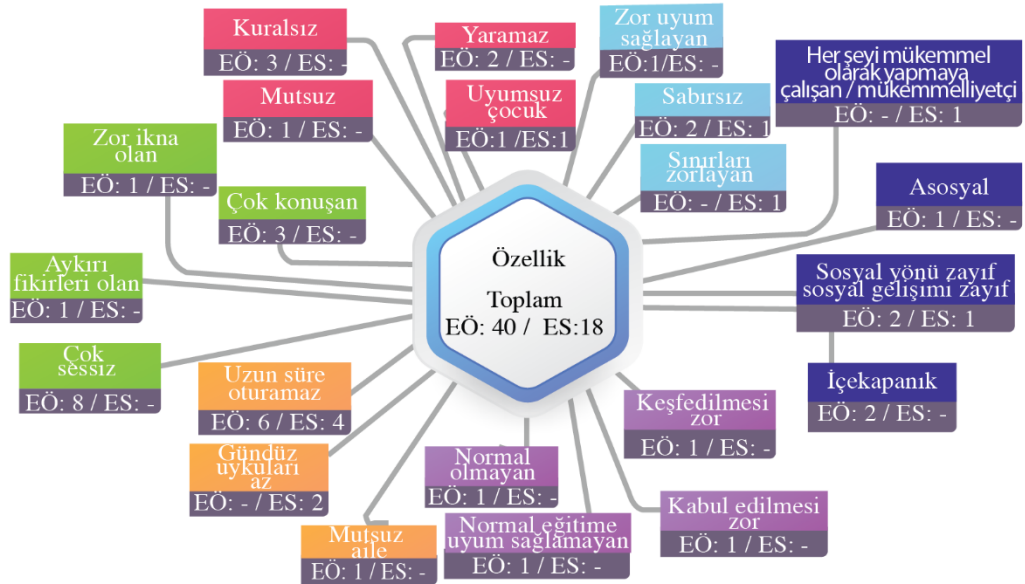 Kuralsız
EÖ: 3 / ES: -
Yaramaz
EÖ: 2 / ES: -
Zor uyum
sağlayan
EÖ:1/ES: -
Her şeyi mükemmel
olarak yapmaya
çalışan / mükemmelliyetçi
EÖ: - / ES: 1
Mutsuz
EÖ: 1 / ES: -
Uyumsuz
çocuk
EÖ:1 /ES:1
Sabırsız
EÖ: 2 / ES: 1
Zor ikna
olan
EÖ: 1 / ES: -
Sınırları
zorlayan
EÖ: - / ES: 1
Asosyal
EÖ: 1 / ES: -
Çok konuşan
EÖ: 3 / ES: -
Aykırı
fikirleri olan
EÖ: 1 / ES: -
Özellik
Toplam
EÖ: 40 / ES:18
Sosyal yönü zayıf
sosyal gelişimi zayıf
EÖ: 2 / ES: 1
Çok
sessiz
EÖ: 8 / ES: -
Uzun süre
oturamaz
EÖ: 6 / ES: 4
İçekapanık
EÖ: 2 / ES: -
Keşfedilmesi
zor
EÖ: 1 / ES: -
Gündüz
uykuları
az
EÖ: - / ES: 2
Normal
olmayan
EÖ: 1 / ES: -
Kabul edilmesi
zor
EÖ: 1 / ES: -
Mutsuz
aile
EÖ: 1 / ES: -
Normal eğitime
uyum sağlamayan
EÖ: 1 / ES: -